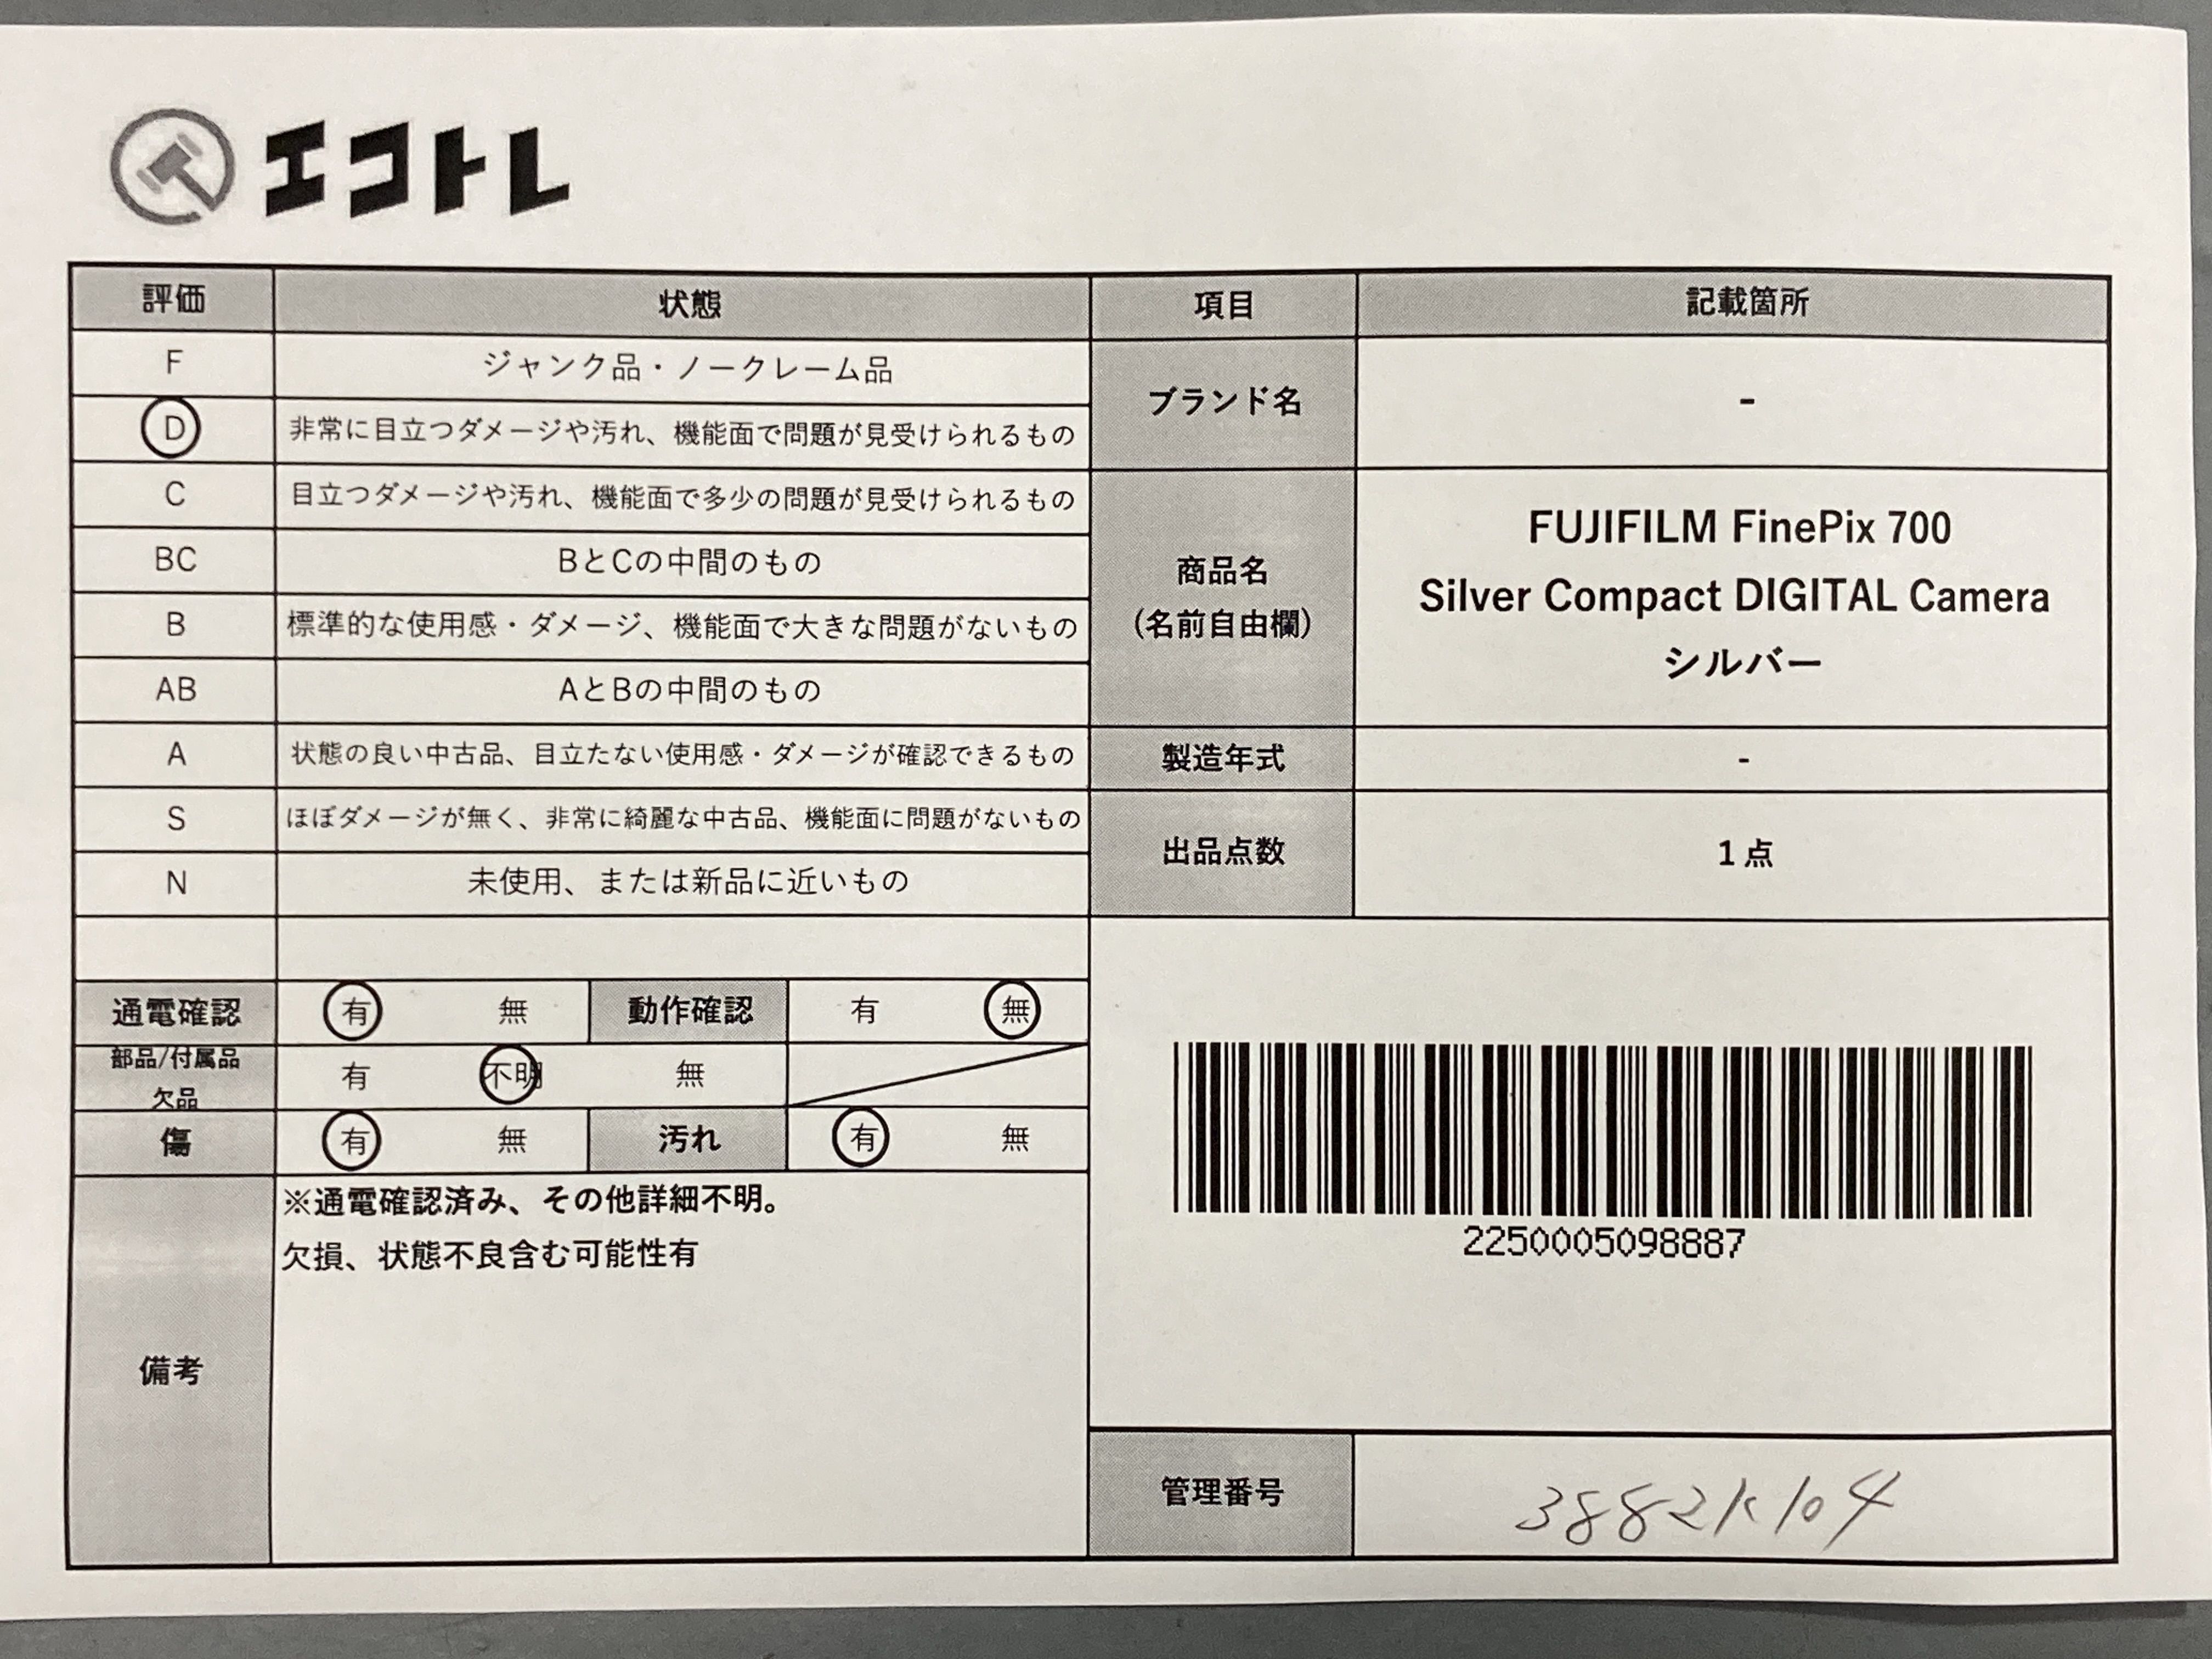 エコトレ
評価 状態 項目 記載箇所
F ジャンク品・ノークレーム品
D 非常に目立つダメージや汚れ、機能面で問題が見受けられるもの
ブランド名 -
C 目立つダメージや汚れ、機能面で多少の問題が見受けられるもの
BC BとCの中間のもの
B 標準的な使用感・ダメージ、機能面で大きな問題がないもの
AB AとBの中間のもの
商品名
(名前自由欄)
FUJIFILM FinePix 700
Silver Compact DIGITAL Camera
シルバー
A 状態の良い中古品、目立たない使用感・ダメージが確認できるもの
製造年式 -
S ほぼダメージが無く、非常に綺麗な中古品、機能面に問題がないもの
N 未使用、または新品に近いもの
出品点数 1点
通電確認 有 無 動作確認 有 無
部品/付属品
欠品
有 不明 無
傷 有 無 汚れ 有 無
備考
※通電確認済み、その他詳細不明。
欠損、状態不良含む可能性有
2250005098887
管理番号 3882K104